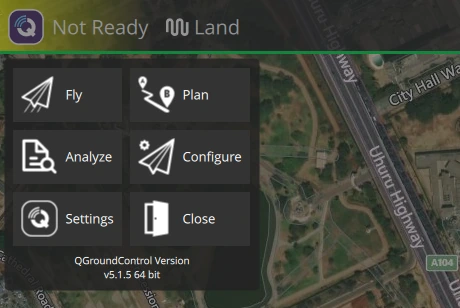 Not Ready Land
Uhuru Highway
City Hall Wa
Fly Plan
Analyze Configure
Uhuru Highway
Settings Close
QGroundControl Version
v5.1.5 64 bit
A104